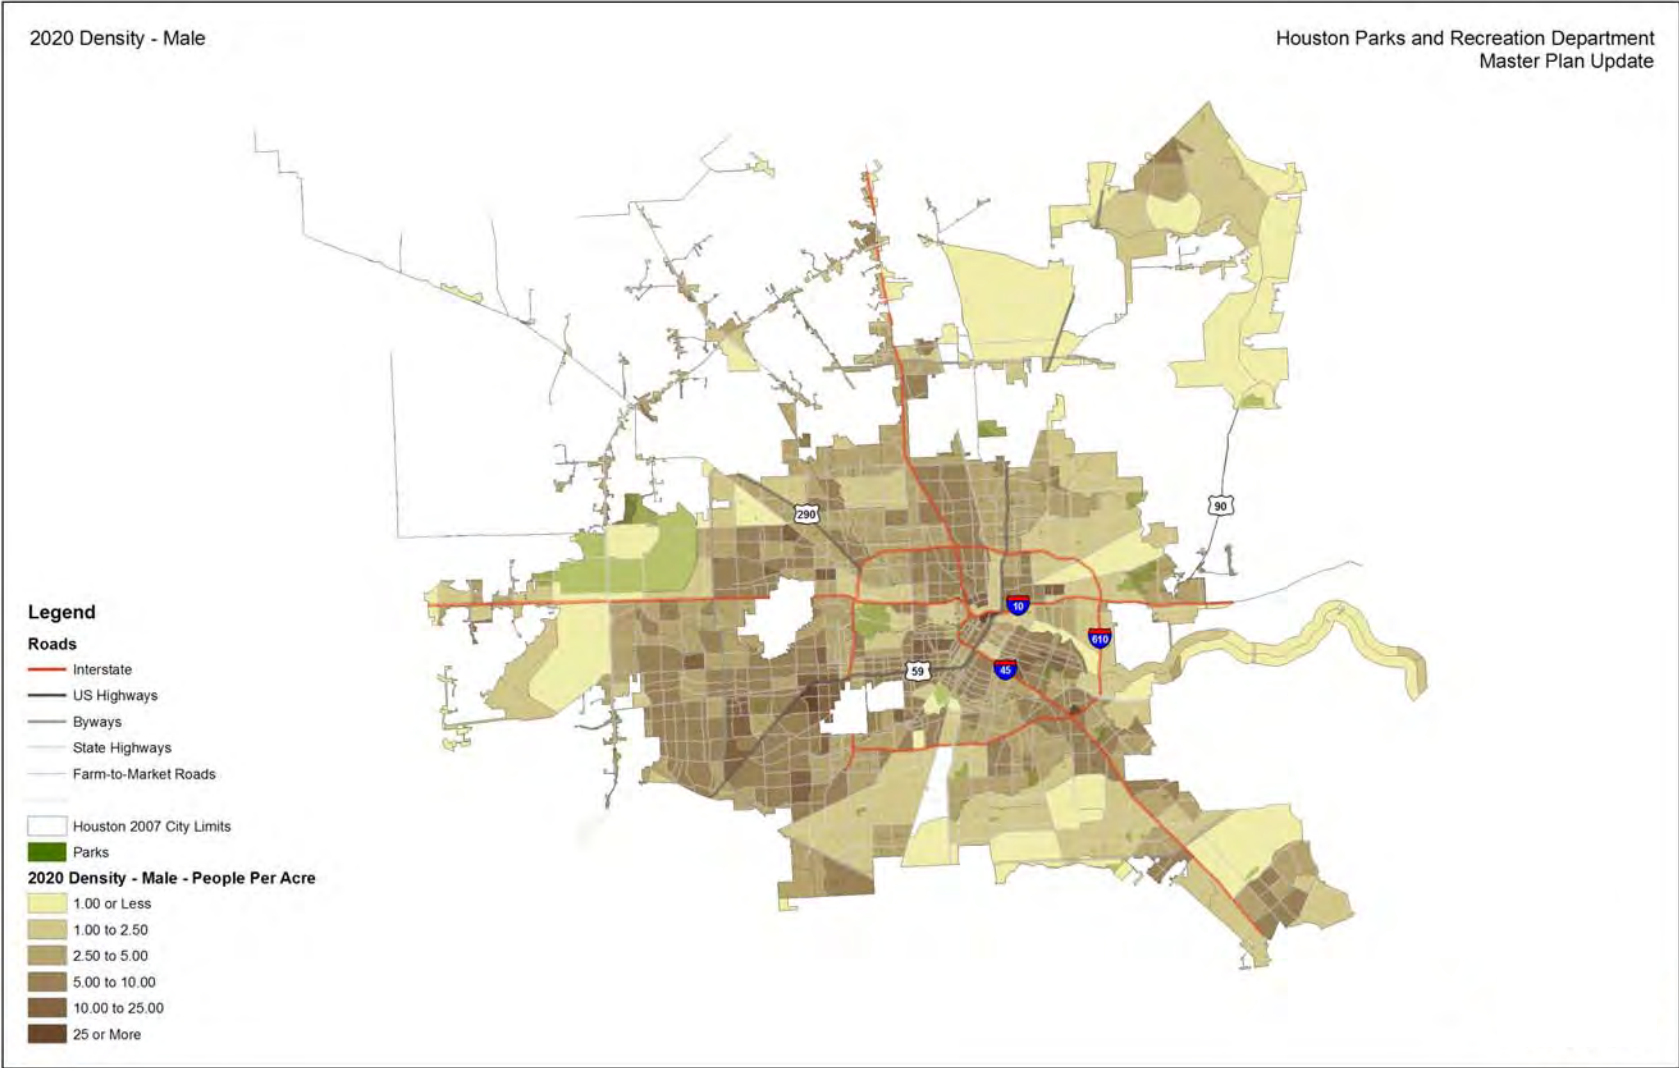 2020 Density - Male
Houston Parks and Recreation Department
Master Plan Update
290
90
10
610
59
45
Legend
Roads
Interstate
US Highways
Byways
State Highways
Farm-to-Market Roads
Houston 2007 City Limits
Parks
2020 Density - Male - People Per Acre
1.00 or Less
1.00 to 2.50
2.50 to 5.00
5.00 to 10.00
10.00 to 25.00
25 or More